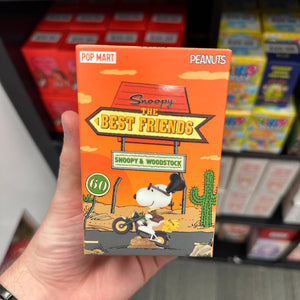 POP MART
PEANUTS
Snoopy
THE
BEST FRIENDS
SNOOPY & WOODSTOCK
60